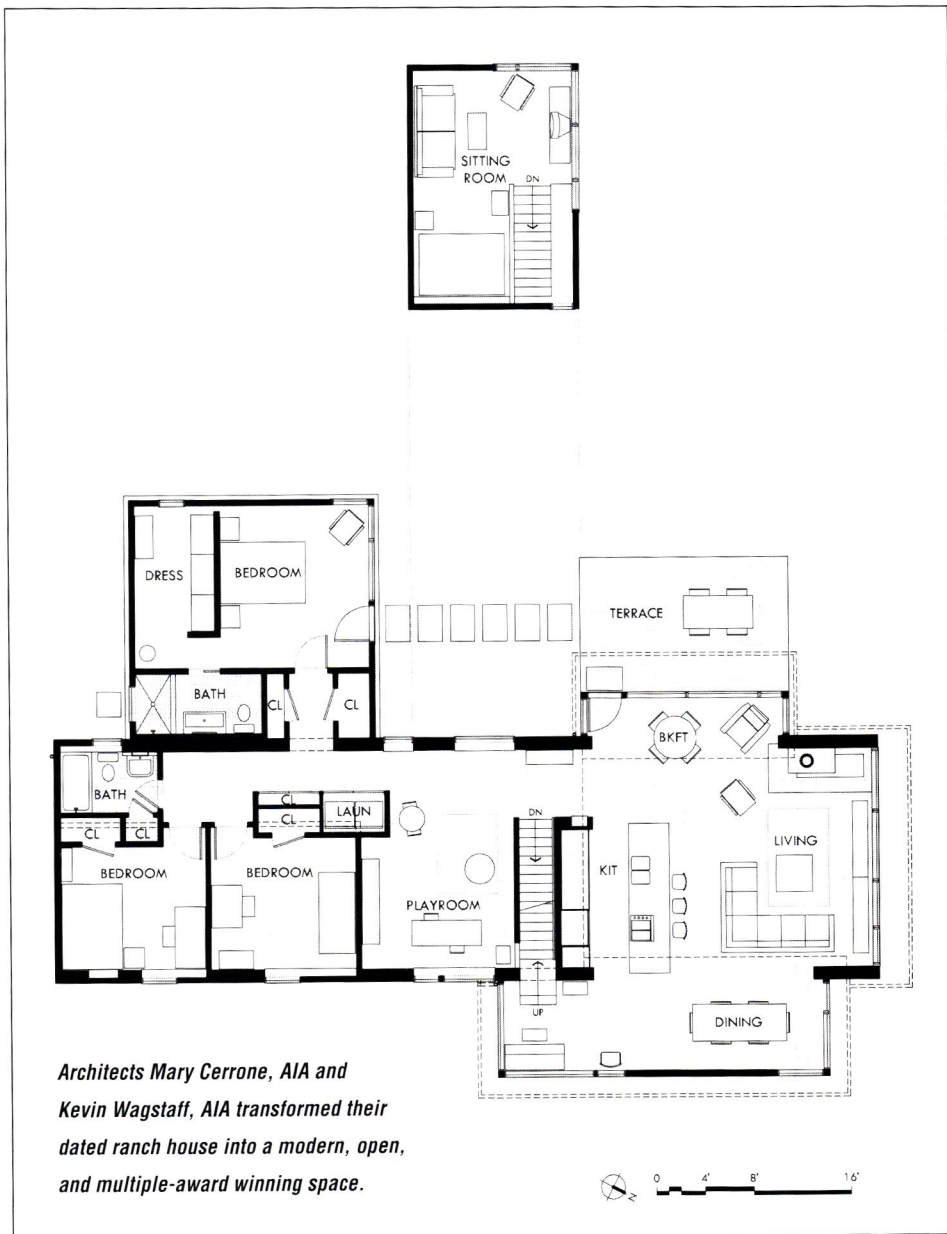 SITTING
ROOM
DN
DRESS
BEDROOM
TERRACE
BATH
CL
CL
BKFT
BATH
CL
CL
CL
CL
LAUN
DN
BEDROOM
BEDROOM
PLAYROOM
KIT
LIVING
UP
DINING
Architects Mary Cerrone, AIA and
Kevin Wagstaff, AIA transformed their
dated ranch house into a modern, open,
and multiple-award winning space.
N
0 4' 8' 16'